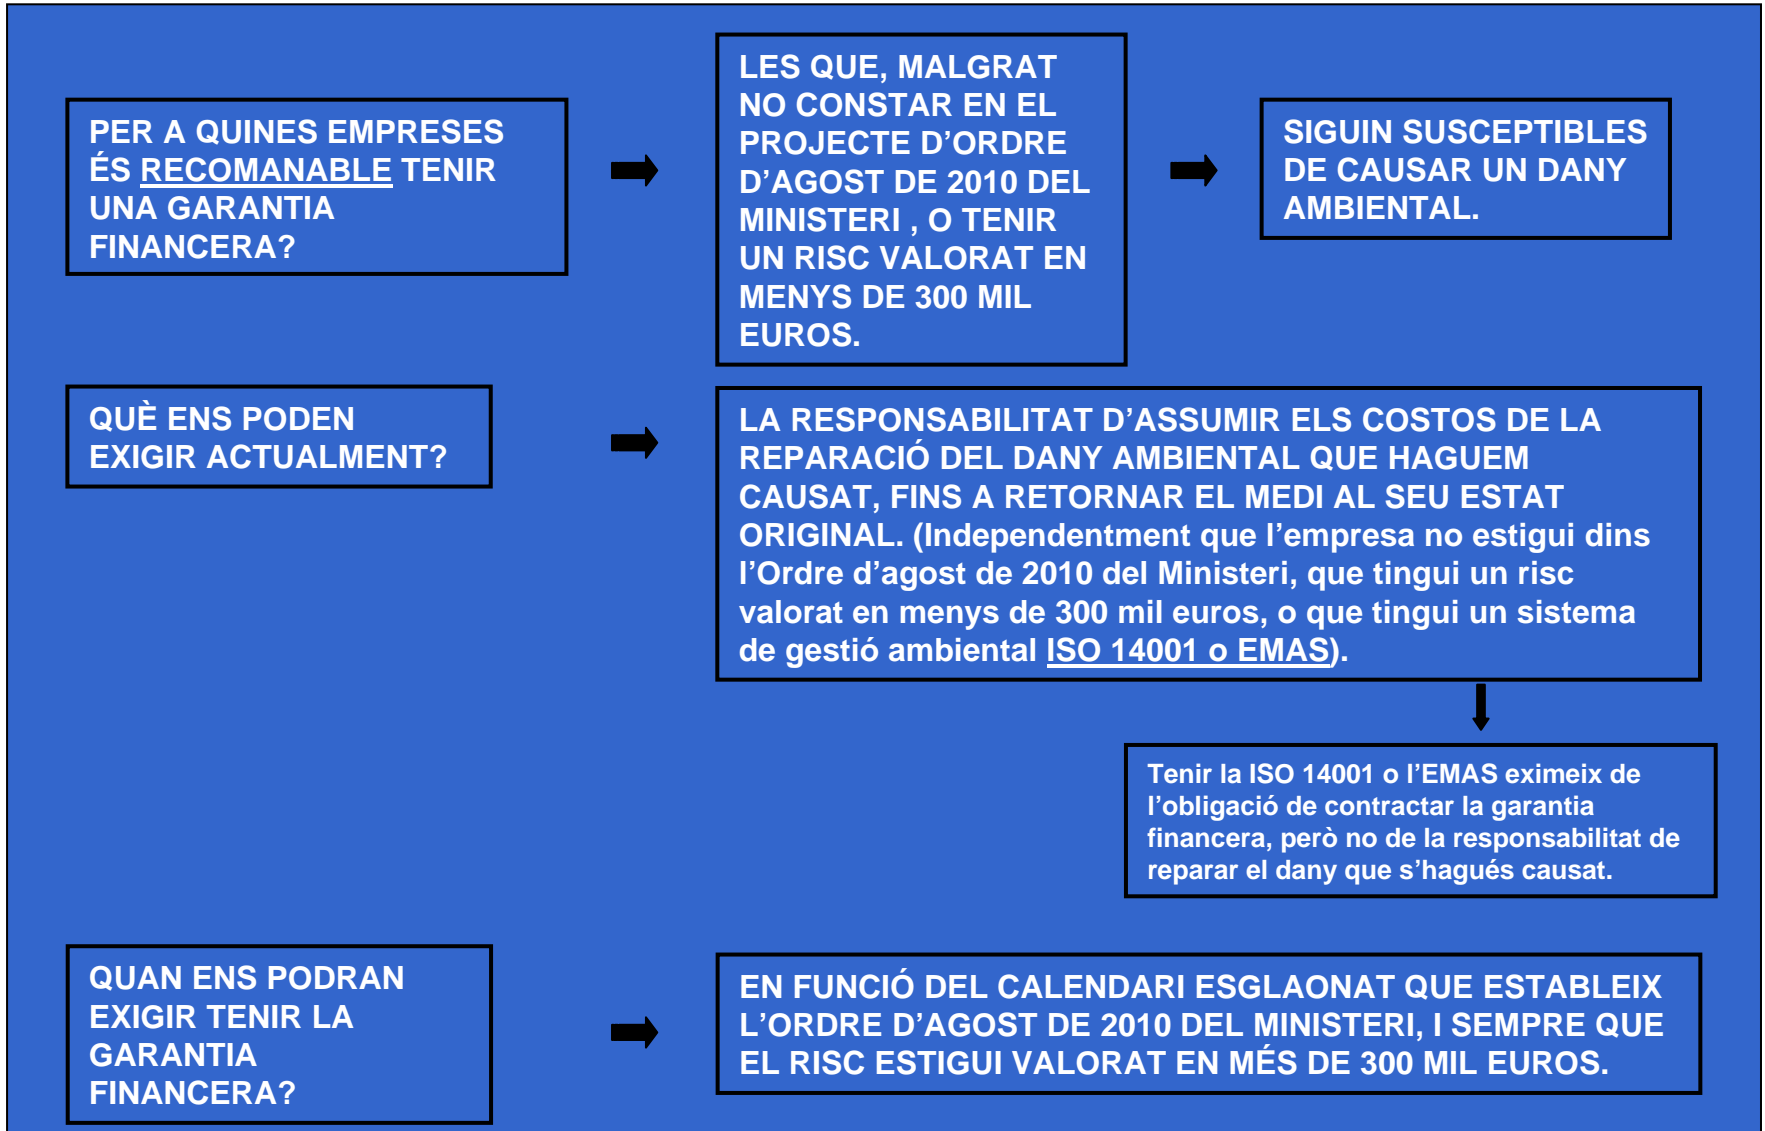 PER A QUINES EMPRESES
ÉS RECOMANABLE TENIR
UNA GARANTIA
FINANCERA?
LES QUE, MALGRAT
NO CONSTAR EN EL
PROJECTE D’ORDRE
D’AGOST DE 2010 DEL
MINISTERI , O TENIR
UN RISC VALORAT EN
MENYS DE 300 MIL
EUROS.
SIGUIN SUSCEPTIBLES
DE CAUSAR UN DANY
AMBIENTAL.
QUÈ ENS PODEN
EXIGIR ACTUALMENT?
LA RESPONSABILITAT D’ASSUMIR ELS COSTOS DE LA
REPARACIÓ DEL DANY AMBIENTAL QUE HAGUEM
CAUSAT, FINS A RETORNAR EL MEDI AL SEU ESTAT
ORIGINAL. (Independentment que l’empresa no estigui dins
l’Ordre d’agost de 2010 del Ministeri, que tingui un risc
valorat en menys de 300 mil euros, o que tingui un sistema
de gestió ambiental ISO 14001 o EMAS).
Tenir la ISO 14001 o l’EMAS eximeix de
l’obligació de contractar la garantia
financera, però no de la responsabilitat de
reparar el dany que s’hagués causat.
QUAN ENS PODRAN
EXIGIR TENIR LA
GARANTIA
FINANCERA?
EN FUNCIÓ DEL CALENDARI ESGLAONAT QUE ESTABLEIX
L’ORDRE D’AGOST DE 2010 DEL MINISTERI, I SEMPRE QUE
EL RISC ESTIGUI VALORAT EN MÉS DE 300 MIL EUROS.